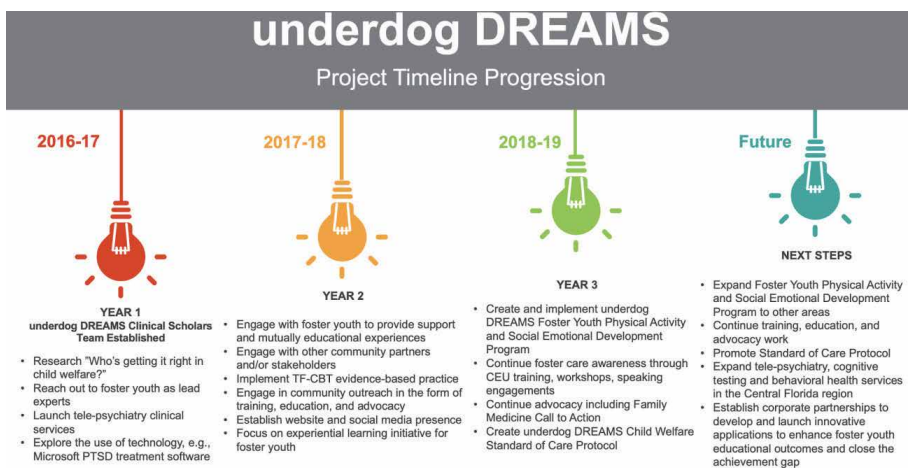 underdog DREAMS
Project Timeline Progression
2016-17
YEAR 1
underdog DREAMS Clinical Scholars
Team Established
• Research "Who's getting it right in
child welfare?"
• Reach out to foster youth as lead
experts
• Launch tele-psychiatry clinical
services
• Explore the use of technology, e.g.,
Microsoft PTSD treatment software
2017-18
YEAR 2
• Engage with foster youth to provide support
and mutually educational experiences
• Engage with other community partners
and/or stakeholders
• Implement TF-CBT evidence-based practice
• Engage in community outreach in the form of
training, education, and advocacy
• Establish website and social media presence
• Focus on experiential learning initiative for
foster youth
2018-19
YEAR 3
• Create and implement underdog
DREAMS Foster Youth Physical Activity
and Social Emotional Development
Program
• Continue foster care awareness through
CEU training, workshops, speaking
engagements
• Continue advocacy including Family
Medicine Call to Action
• Create underdog DREAMS Child Welfare
Standard of Care Protocol
Future
NEXT STEPS
• Expand Foster Youth Physical Activity
and Social Emotional Development
Program to other areas
• Continue training, education, and
advocacy work
• Promote Standard of Care Protocol
• Expand tele-psychiatry, cognitive
testing and behavioral health services
in the Central Florida region
• Establish corporate partnerships to
develop and launch innovative
applications to enhance foster youth
educational outcomes and close the
achievement gap